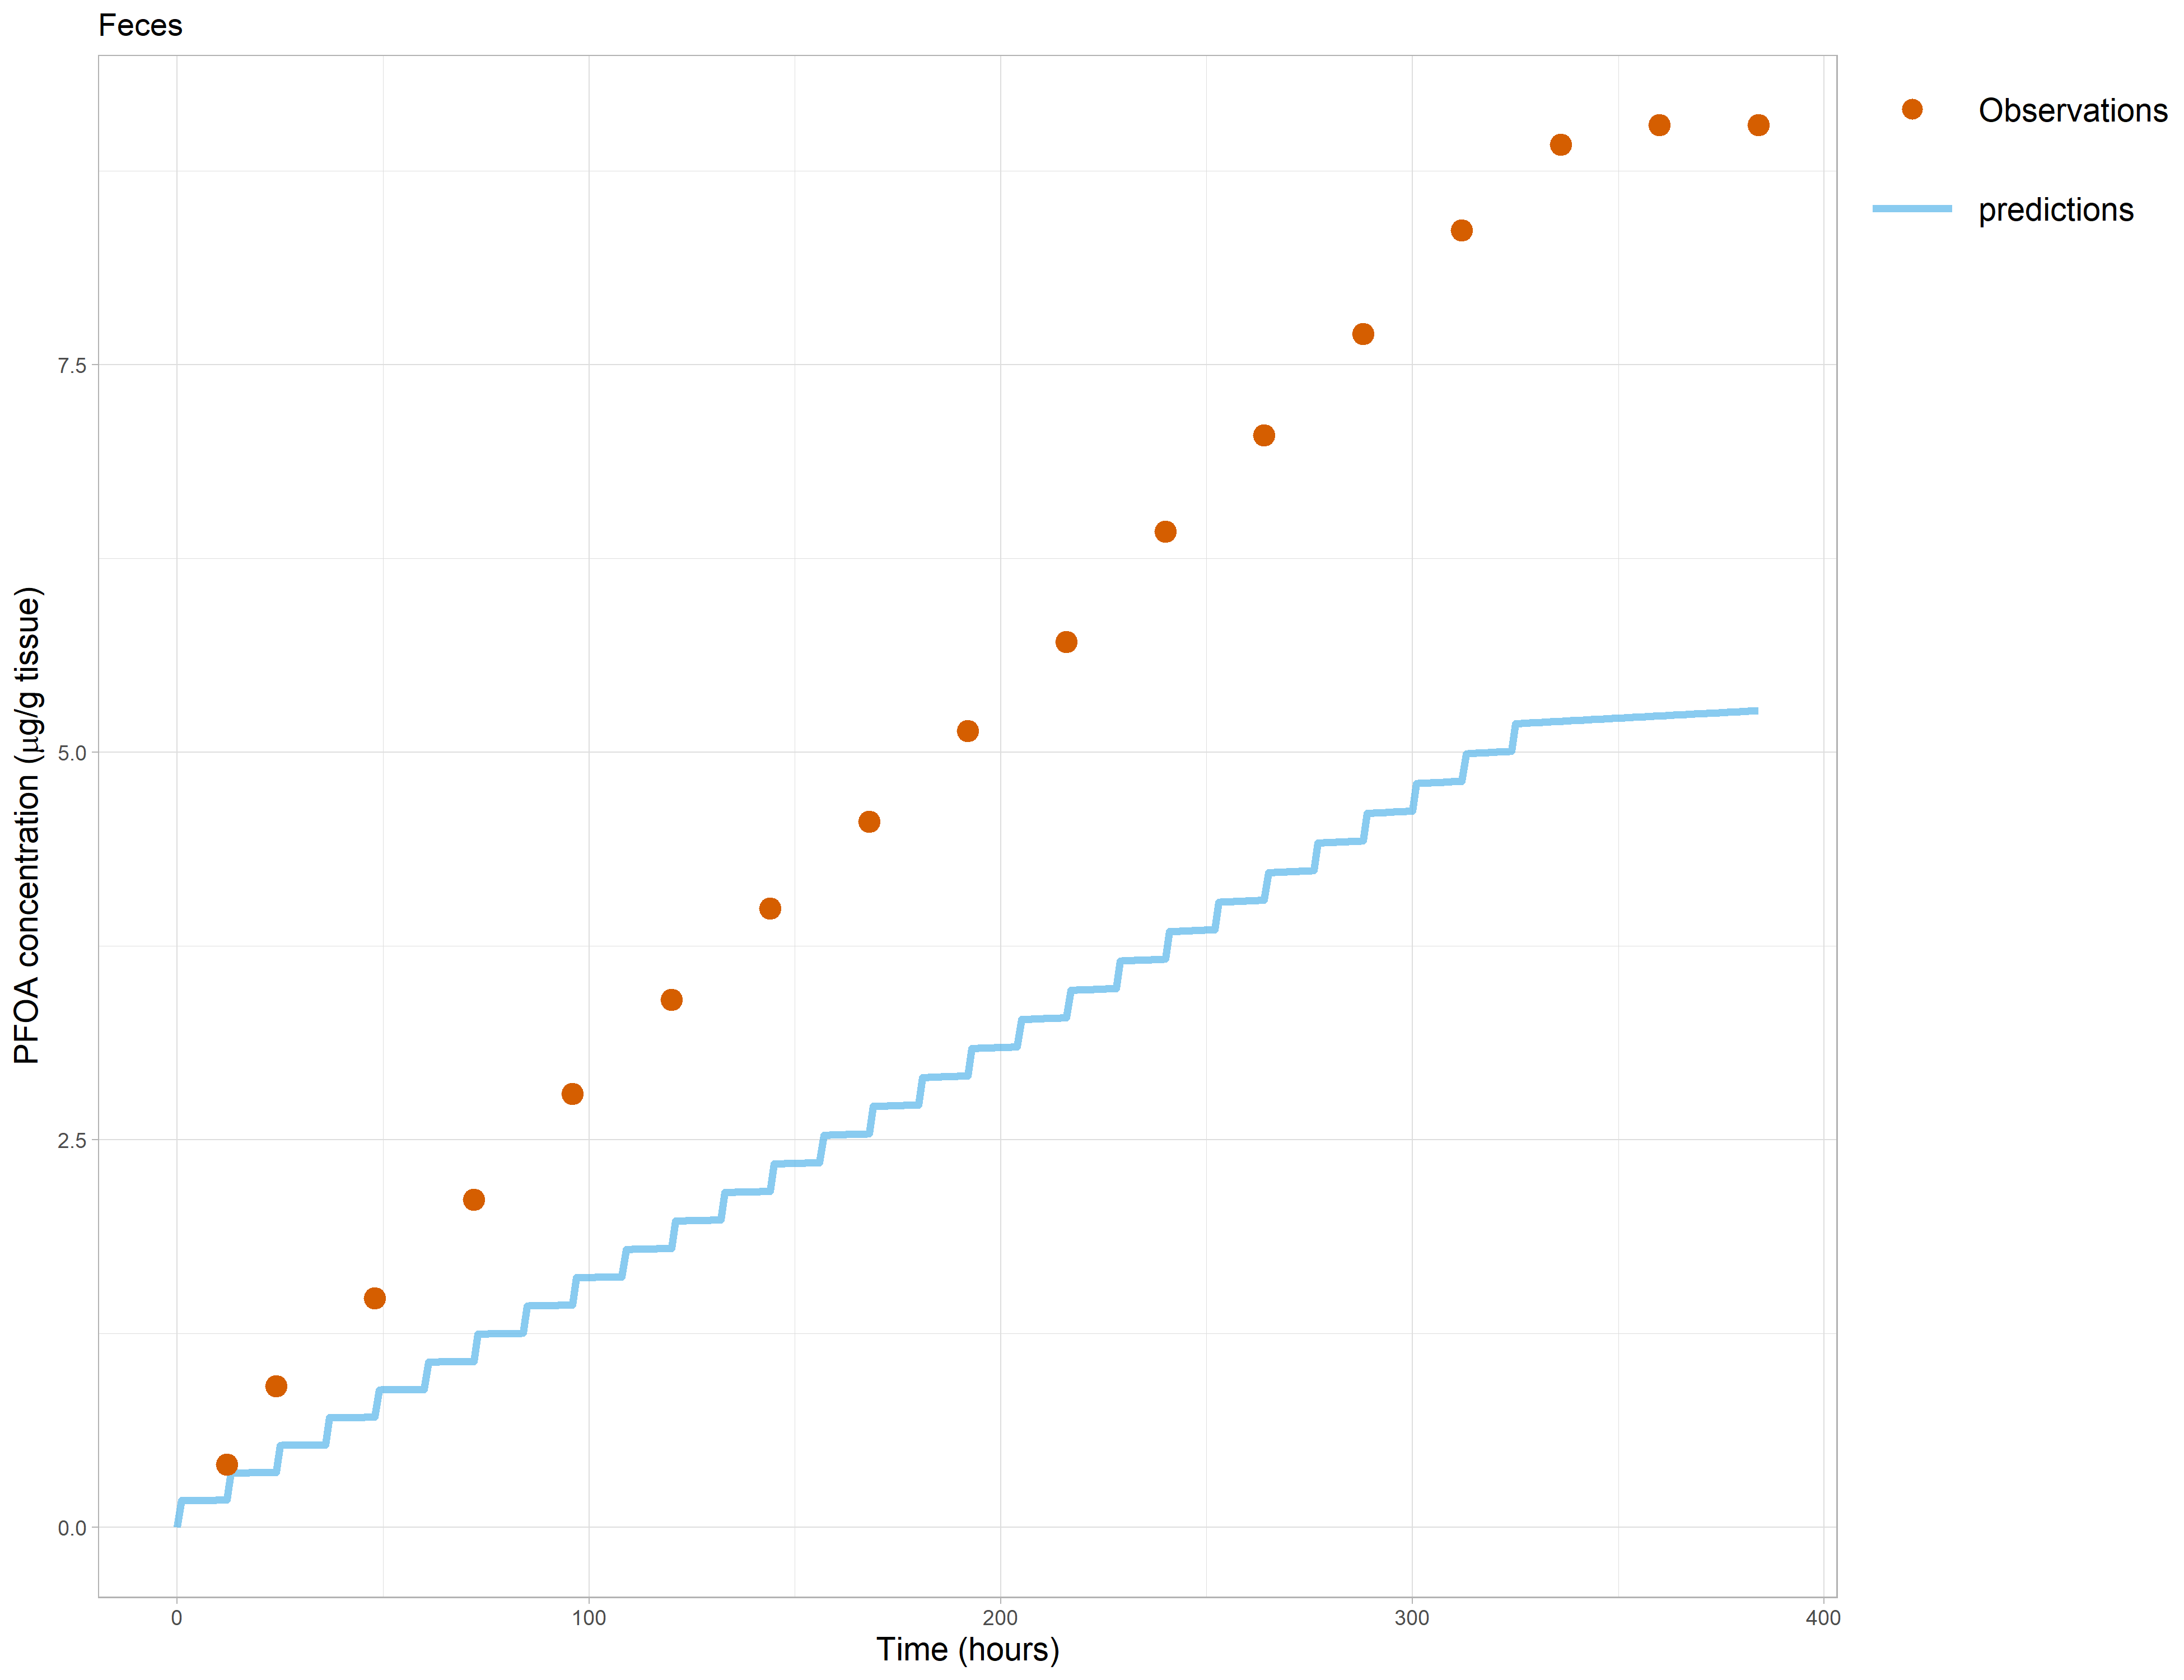 Feces
Observations
predictions
PFOA concentration (μg/g tissue)
7.5
5.0
2.5
0.0
0
100
200
300
400
Time (hours)